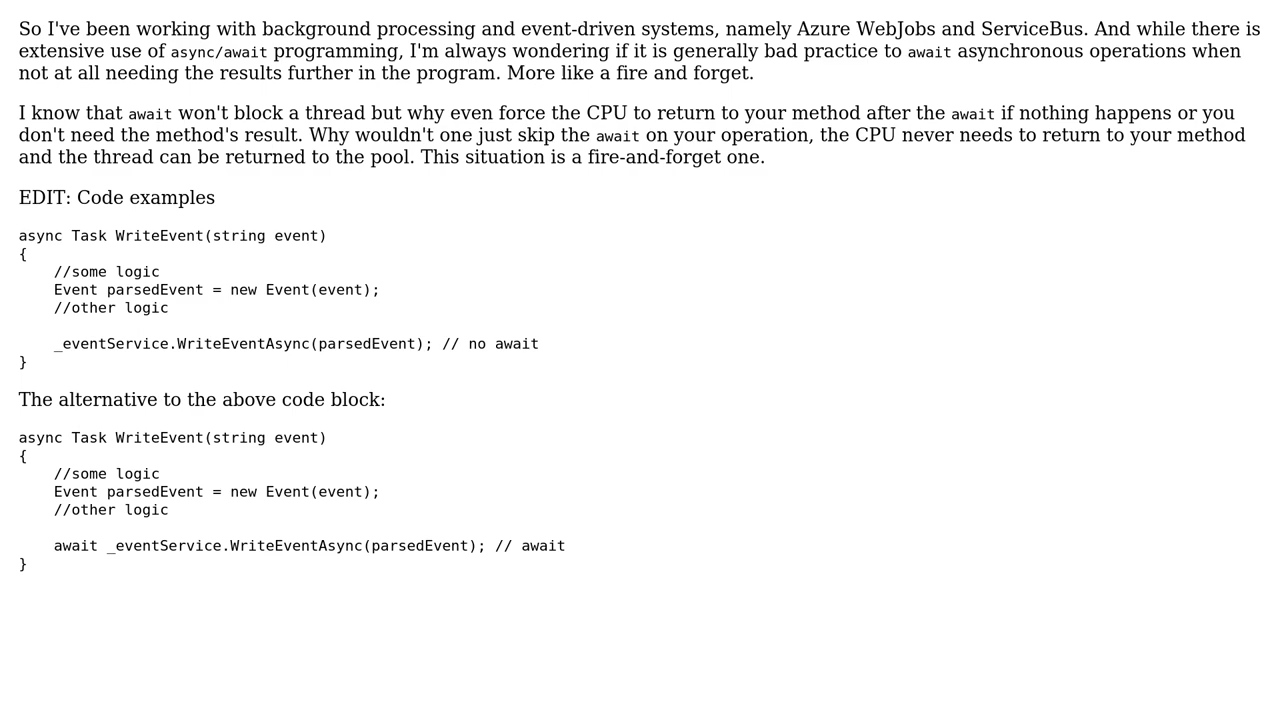 So I've been working with background processing and event-driven systems, namely Azure WebJobs and ServiceBus. And while there is
extensive use of async/await programming, I'm always wondering if it is generally bad practice to await asynchronous operations when
not at all needing the results further in the program. More like a fire and forget.
I know that await won't block a thread but why even force the CPU to return to your method after the await if nothing happens or you
don't need the method's result. Why wouldn't one just skip the await on your operation, the CPU never needs to return to your method
and the thread can be returned to the pool. This situation is a fire-and-forget one.
EDIT: Code examples
async Task WriteEvent(string event)
{
    //some logic
    Event parsedEvent = new Event(event);
    //other logic

    _eventService.WriteEventAsync(parsedEvent); // no await
}
The alternative to the above code block:
async Task WriteEvent(string event)
{
    //some logic
    Event parsedEvent = new Event(event);
    //other logic

    await _eventService.WriteEventAsync(parsedEvent); // await
}